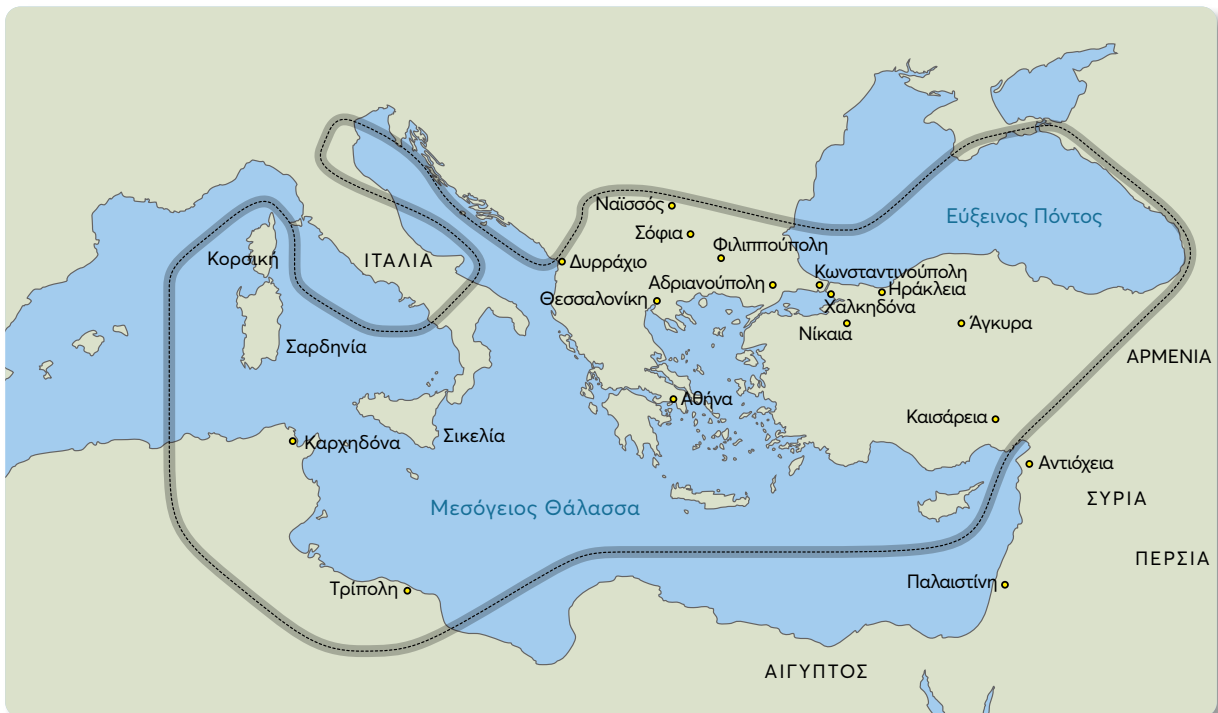 Ναϊσσός
Εύξεινος Πόντος
Σόφια
Φιλιππούπολη
Κορσική
ΙΤΑΛΙΑ
Δυρράχιο
Αδριανούπολη
Κωνσταντινούπολη
Ηράκλεια
Θεσσαλονίκη
Χαλκηδόνα
Νίκαια
Άγκυρα
Σαρδηνία
ΑΡΜΕΝΙΑ
Αθήνα
Καισάρεια
Καρχηδόνα
Σικελία
Αντιόχεια
ΣΥΡΙΑ
Μεσόγειος Θάλασσα
ΠΕΡΣΙΑ
Τρίπολη
Παλαιστίνη
ΑΙΓΥΠΤΟΣ